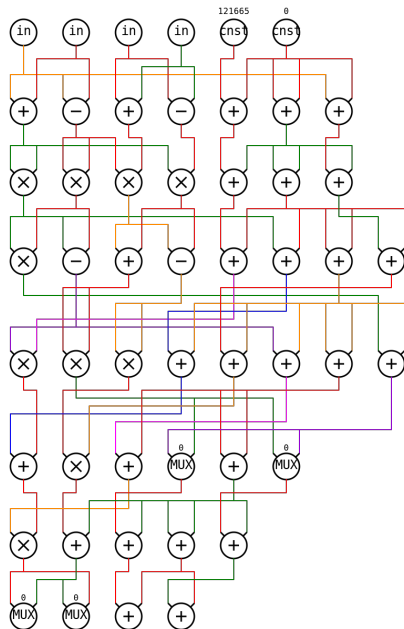 121665 0
in in in in cnst cnst
+ − + − + + +
× × × × + + +
× − + − + + + +
× × × + + + + +
0 0
+ × + MUX + MUX
× + + + +
0 0
MUX MUX + +